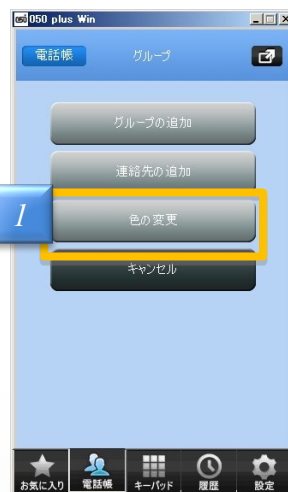 050 050 plus Win
電話帳 グループ
グループの追加
連絡先の追加
1 色の変更
キャンセル
お気に入り 電話帳 キーパッド 履歴 設定